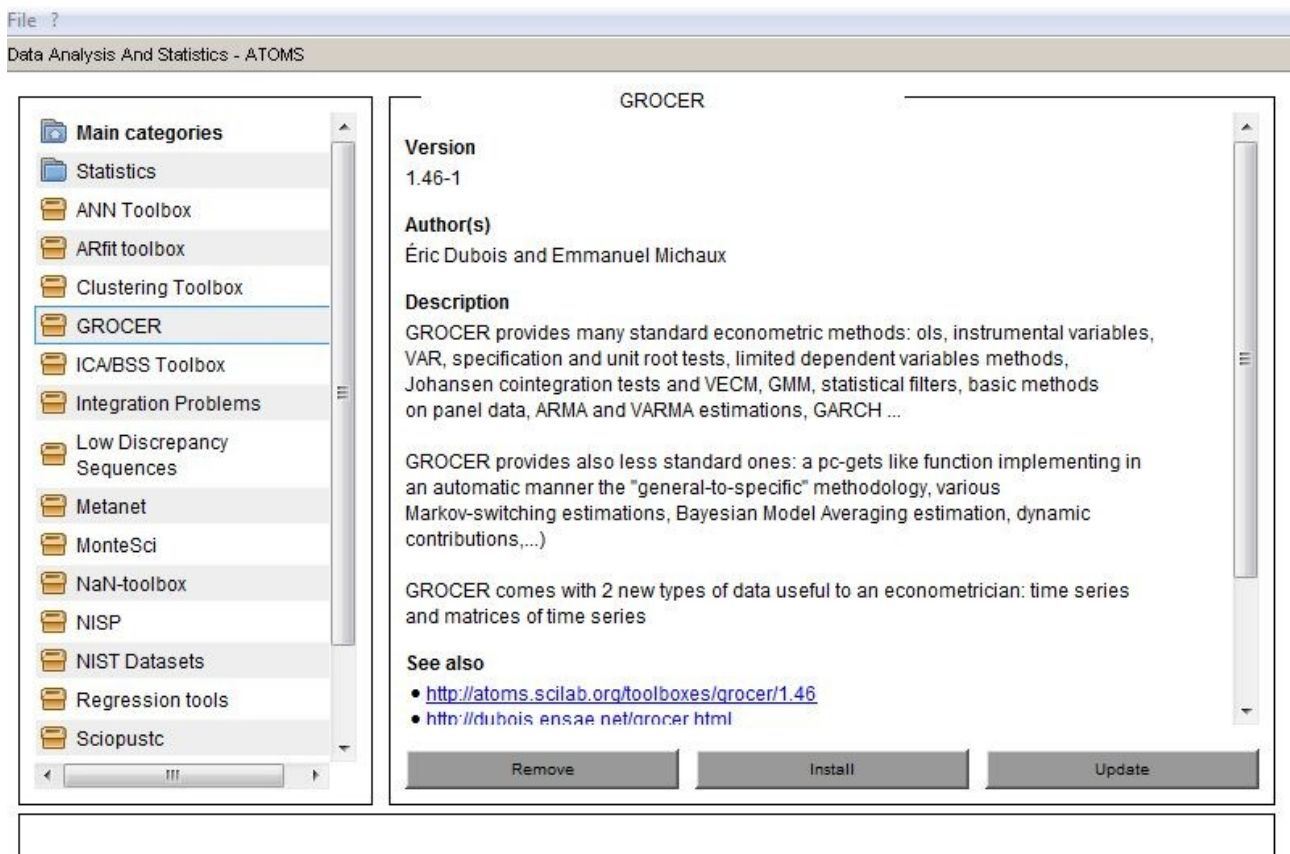 File ?
Data Analysis And Statistics - ATOMS
Main categories
Statistics
ANN Toolbox
ARfit toolbox
Clustering Toolbox
GROCER
ICA/BSS Toolbox
Integration Problems
Low Discrepancy
Sequences
Metanet
MonteSci
NaN-toolbox
NISP
NIST Datasets
Regression tools
Sciopustc
GROCER
Version
1.46-1
Author(s)
Éric Dubois and Emmanuel Michaux
Description
GROCER provides many standard econometric methods: ols, instrumental variables,
VAR, specification and unit root tests, limited dependent variables methods,
Johansen cointegration tests and VECM, GMM, statistical filters, basic methods
on panel data, ARMA and VARMA estimations, GARCH ...
GROCER provides also less standard ones: a pc-gets like function implementing in
an automatic manner the "general-to-specific" methodology, various
Markov-switching estimations, Bayesian Model Averaging estimation, dynamic
contributions,...)
GROCER comes with 2 new types of data useful to an econometrician: time series
and matrices of time series
See also
http://atoms.scilab.org/toolboxes/grocer/1.46
http://dubois.ensae.net/grocer.html
Remove
Install
Update